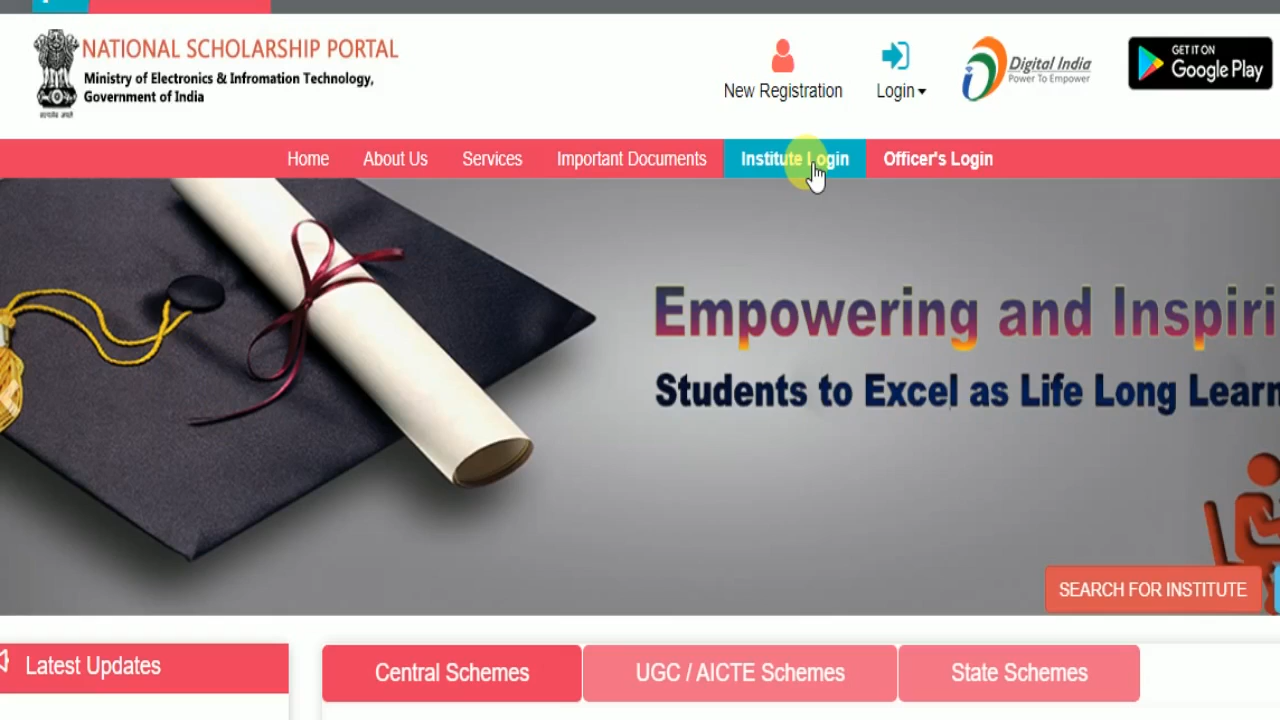 NATIONAL SCHOLARSHIP PORTAL
Ministry of Electronics & Infromation Technology,
Government of India
New Registration
Login
Digital India
Power To Empower
GET IT ON
Google Play
Home About Us Services Important Documents Institute Login Officer's Login
Empowering and Inspiri
Students to Excel as Life Long Learn
SEARCH FOR INSTITUTE
Latest Updates
Central Schemes UGC / AICTE Schemes State Schemes